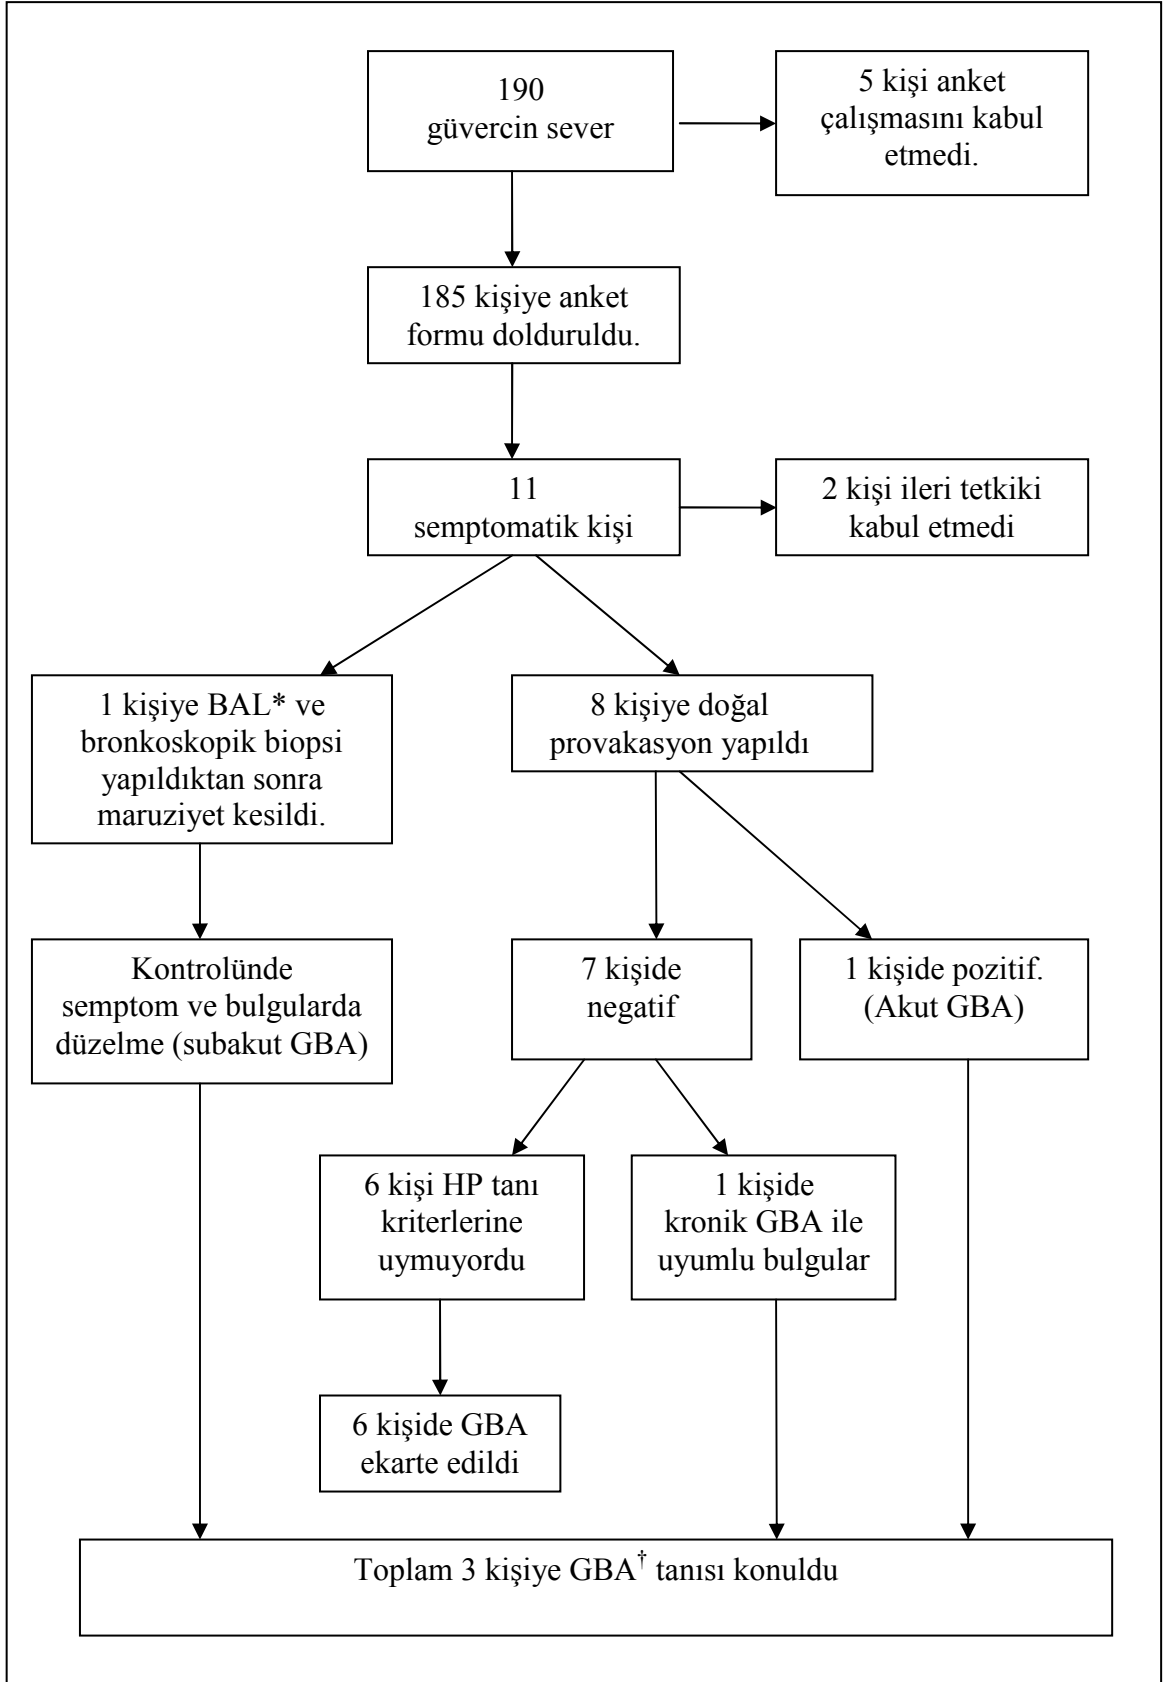 190
güvercin sever
5 kişi anket
çalışmasını kabul
etmedi.
185 kişiye anket
formu dolduruldu.
11
semptomatik kişi
2 kişi ileri tetkiki
kabul etmedi
1 kişiye BAL* ve
bronkoskopik biopsi
yapıldıktan sonra
maruziyet kesildi.
8 kişiye doğal
provakasyon yapıldı
Kontrolünde
semptom ve bulgularda
düzelme (subakut GBA)
7 kişide
negatif
1 kişide pozitif.
(Akut GBA)
6 kişi HP tanı
kriterlerine
uymuyordu
1 kişide
kronik GBA ile
uyumlu bulgular
6 kişide GBA
ekarte edildi
Toplam 3 kişiye GBA† tanısı konuldu